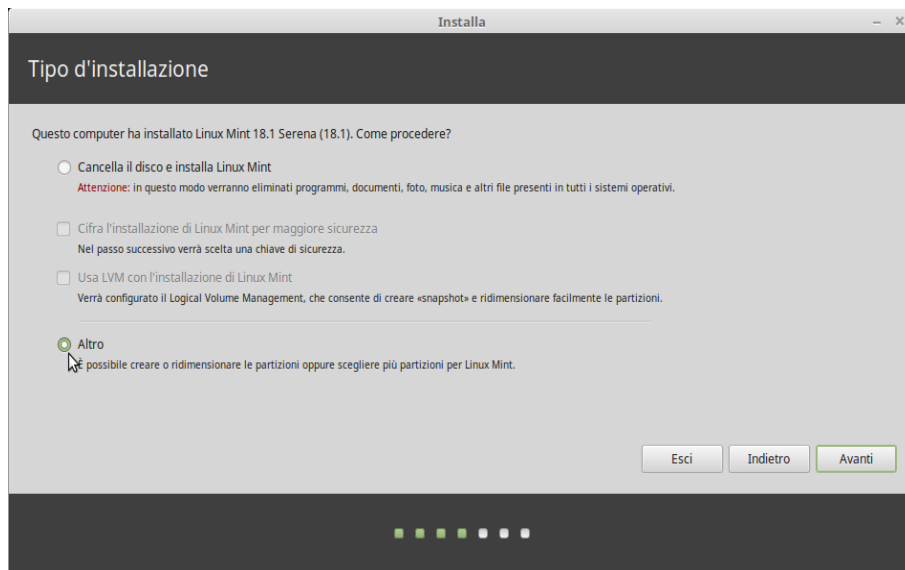 Installa
Tipo d'installazione
Questo computer ha installato Linux Mint 18.1 Serena (18.1). Come procedere?
Cancella il disco e installa Linux Mint
Attenzione: in questo modo verranno eliminati programmi, documenti, foto, musica e altri file presenti in tutti i sistemi operativi.
Cifra l'installazione di Linux Mint per maggiore sicurezza
Nel passo successivo verrà scelta una chiave di sicurezza.
Usa LVM con l'installazione di Linux Mint
Verrà configurato il Logical Volume Management, che consente di creare «snapshot» e ridimensionare facilmente le partizioni.
Altro
È possibile creare o ridimensionare le partizioni oppure scegliere più partizioni per Linux Mint.
Esci Indietro Avanti